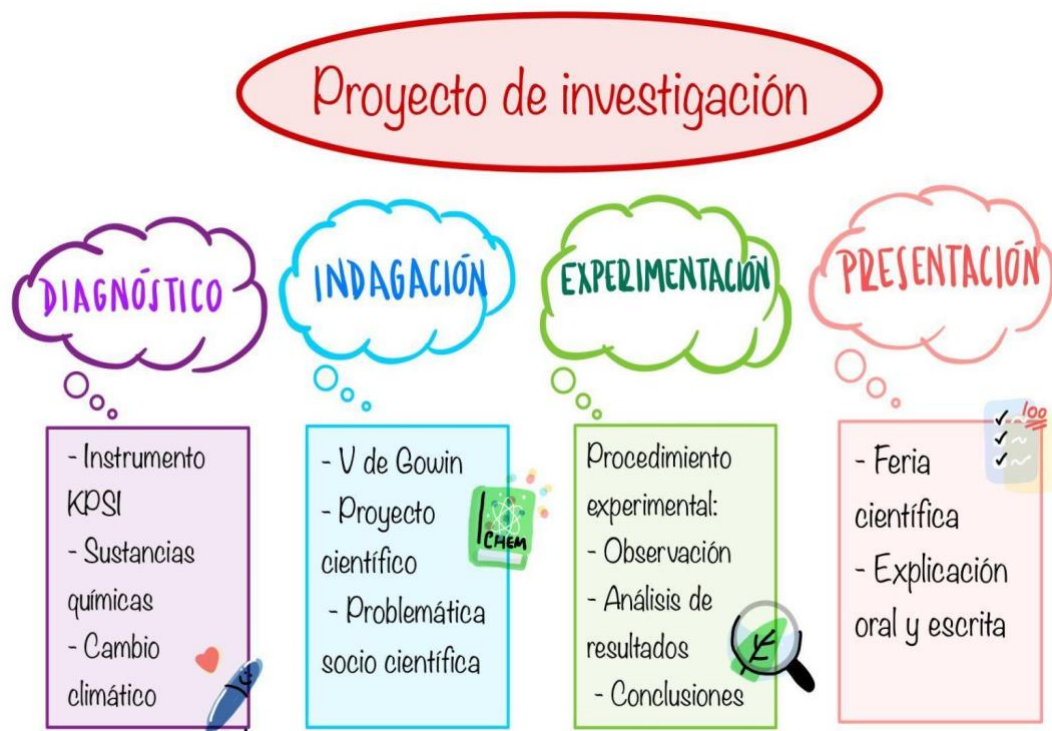 Proyecto de investigación
DIAGNÓSTICO
- Instrumento
KPSI
- Sustancias
químicas
- Cambio
climático
INDAGACIÓN
- V de Gowin
- Proyecto
científico
- Problemática
socio científica
CHEM
EXPERIMENTACIÓN
Procedimiento
experimental:
- Observación
- Análisis de
resultados
- Conclusiones
PRESENTACIÓN
100
- Feria
científica
- Explicación
oral y escrita